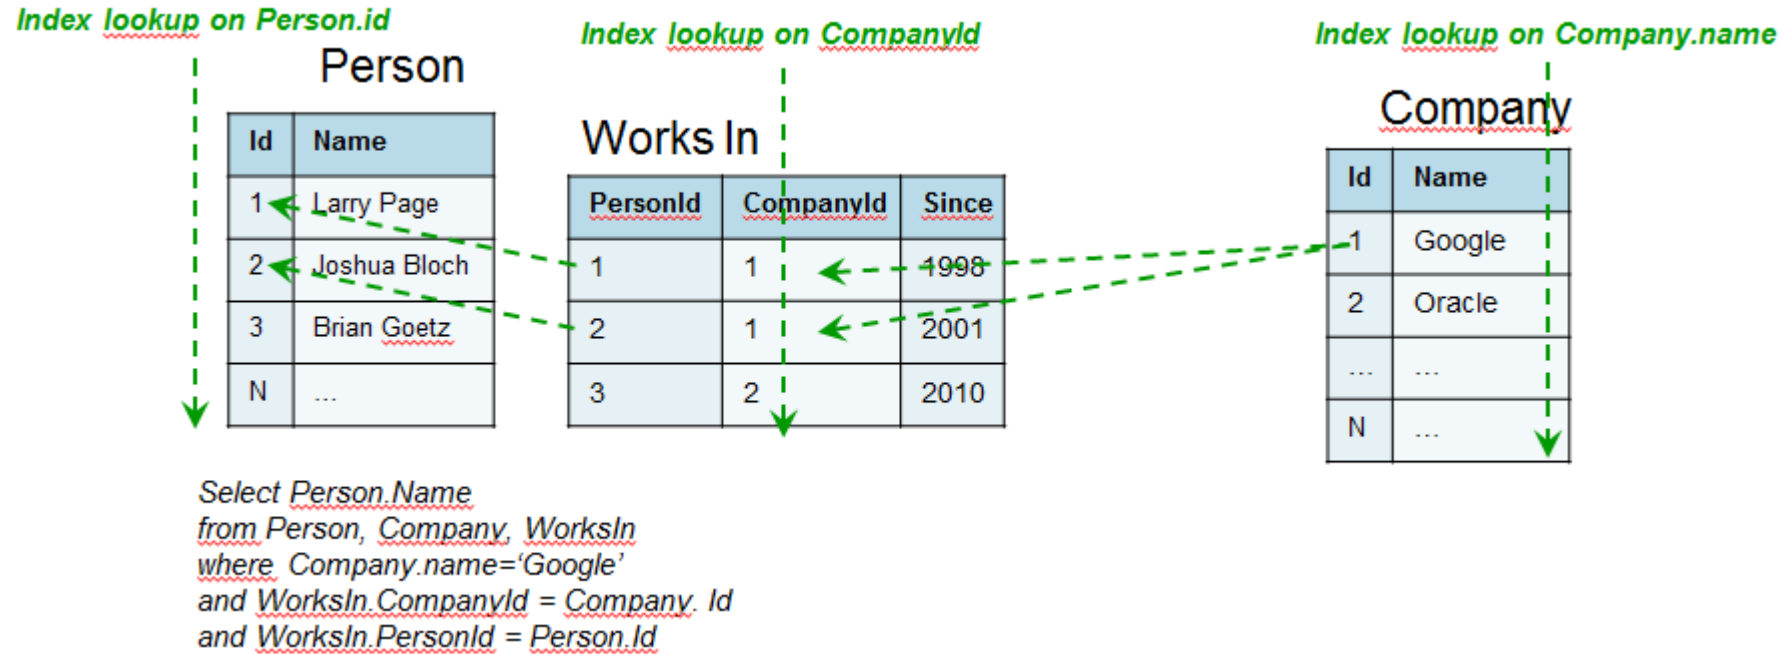 Index lookup on Person.id
Index lookup on CompanyId
Index lookup on Company.name
Person
Id Name
1 Larry Page
2 Joshua Bloch
3 Brian Goetz
N ...
Works In
PersonId CompanyId Since
1 1 1998
2 1 2001
3 2 2010
Company
Id Name
1 Google
2 Oracle
... ...
N ...
Select Person.Name
from Person, Company, WorksIn
where Company.name=‘Google’
and WorksIn.CompanyId = Company. Id
and WorksIn.PersonId = Person.Id